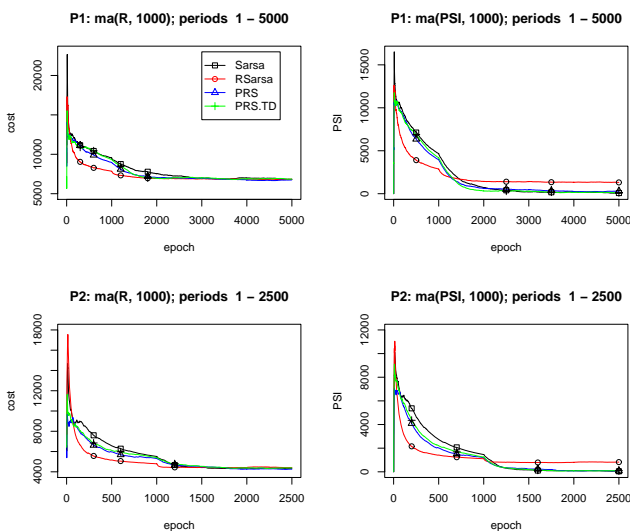 P1: ma(R, 1000); periods 1 − 5000
P1: ma(PSI, 1000); periods 1 − 5000
cost
5000
10000
20000
Sarsa
RSarsa
PRS
PRS.TD
0
1000
2000
3000
4000
5000
epoch
PSI
0
5000
10000
15000
0
1000
2000
3000
4000
5000
epoch
P2: ma(R, 1000); periods 1 − 2500
P2: ma(PSI, 1000); periods 1 − 2500
cost
4000
8000
12000
18000
0
500
1000
1500
2000
2500
epoch
PSI
0
4000
8000
12000
0
500
1000
1500
2000
2500
epoch